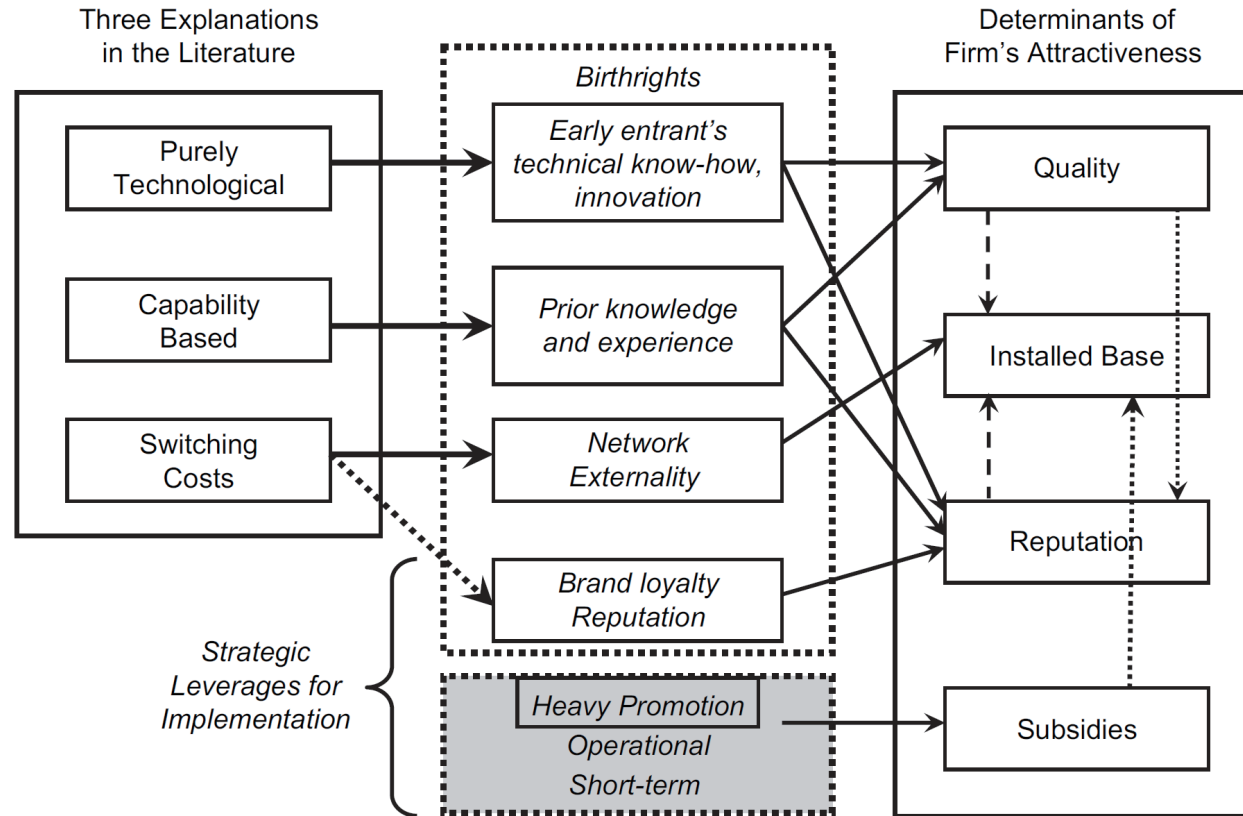 Three Explanations
in the Literature
Purely
Technological
Capability
Based
Switching
Costs
Strategic
Leverages for
Implementation
Birthrights
Early entrant's
technical know-how,
innovation
Prior knowledge
and experience
Network
Externality
Brand loyalty
Reputation
Heavy Promotion
Operational
Short-term
Determinants of
Firm's Attractiveness
Quality
Installed Base
Reputation
Subsidies